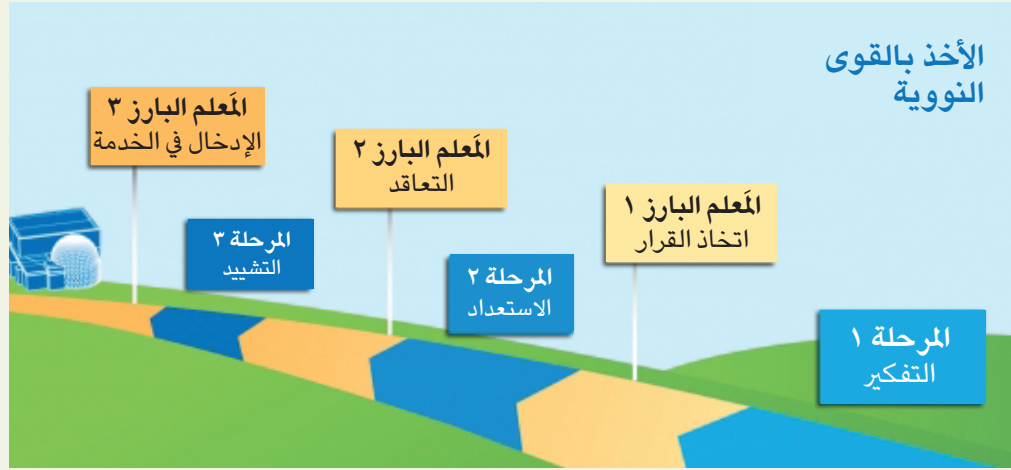 الأخذ بالقوى
النووية
المرحلة ١
التفكير
المَعلم البارز ١
اتخاذ القرار
المرحلة ٢
الاستعداد
المَعلم البارز ٢
التعاقد
المرحلة ٣
التشييد
المَعلم البارز ٣
الإدخال في الخدمة